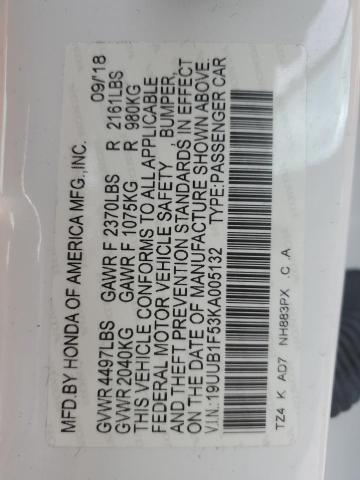 MFD.BY HONDA OF AMERICA MFG.,INC. 09/18
GVWR 4497LBS GAWR F 2370LBS R 2161LBS
GVWR 2040KG GAWR F 1075KG R 980KG
THIS VEHICLE CONFORMS TO ALL APPLICABLE
FEDERAL MOTOR VEHICLE SAFETY , BUMPER,
AND THEFT PREVENTION STANDARDS IN EFFECT
ON THE DATE OF MANUFACTURE SHOWN ABOVE.
V.I.N.: 19UUB1F53KA005132 TYPE:PASSENGER CAR
TZ4 K AD7 NH883PX .C .A